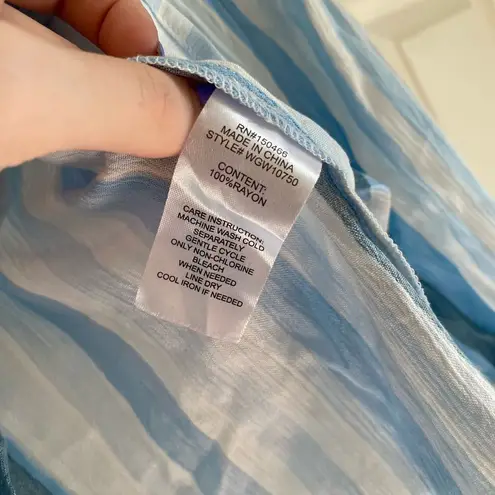 RN#150466
MADE IN CHINA
STYLE# WGW10750
CONTENT:
100%RAYON
CARE INSTRUCTION:
MACHINE WASH COLD
SEPARATELY
GENTLE CYCLE
ONLY NON-CHLORINE
BLEACH
WHEN NEEDED
LINE DRY
COOL IRON IF NEEDED